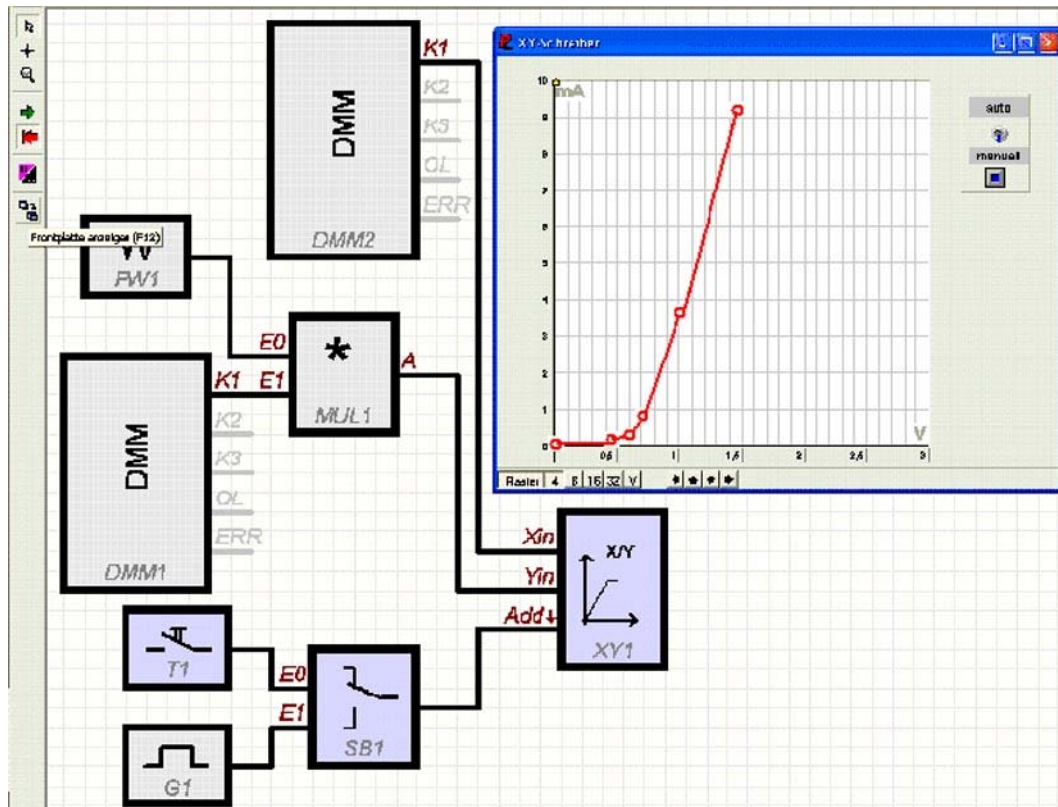 K1
K2
K3
OL
ERR
DMM
DMM2
Frontplatte anzeigen (F12)
FW1
E0
K1 E1
*
A
MUL1
K2
K3
OL
ERR
DMM
DMM1
XY-Schreiber
10
mA
9
8
7
6
5
4
3
2
1
0
V
0,5
1
1,5
2
2,5
3
auto
manuell
Raster 4 8 16 32 V
Xin
Yin
Add↓
X/Y
XY1
T1
E0
E1
SB1
G1